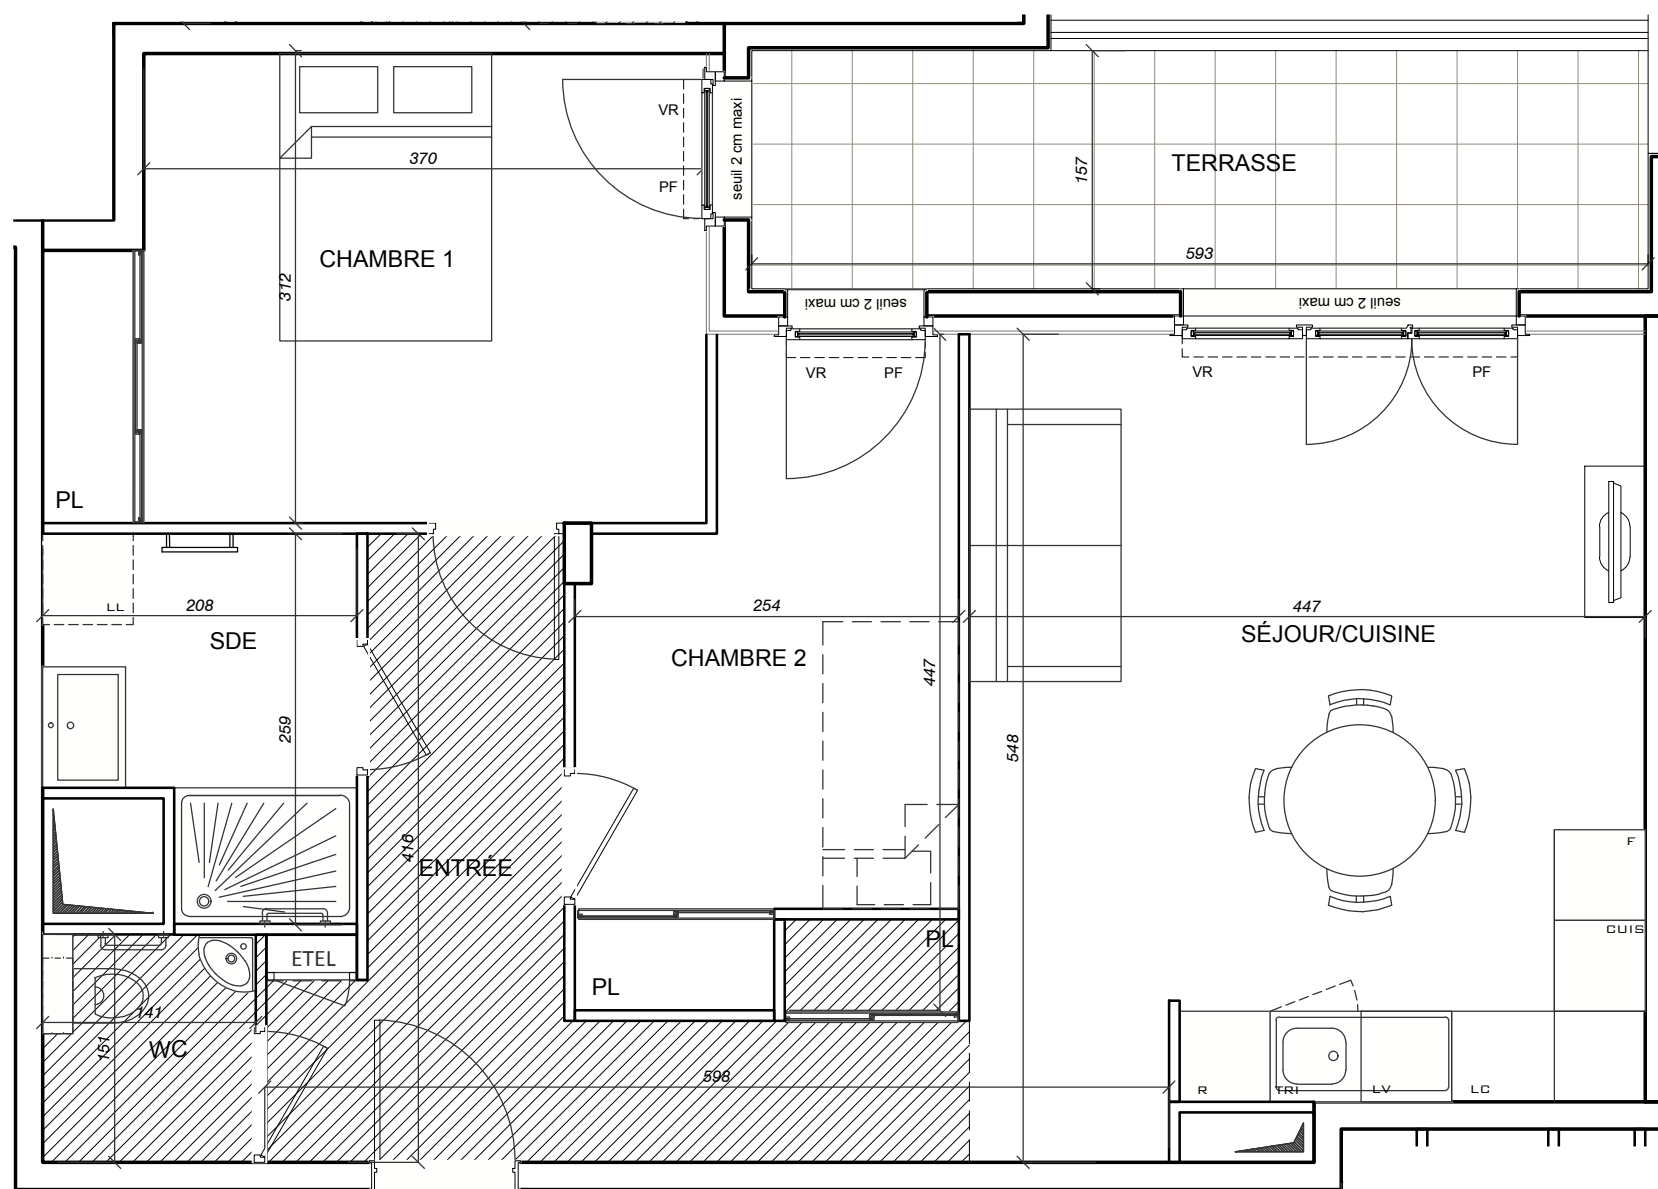 VR
PF
370
CHAMBRE 1
312
PL
seuil 2 cm maxi
157
TERRASSE
593
seuil 2 cm maxi
seuil 2 cm maxi
VR
PF
VR
PF
LL
208
SDE
259
416
ENTRÉE
254
CHAMBRE 2
447
447
SÉJOUR/CUISINE
548
F
CUIS
ETEL
PL
PL
141
151
WC
598
R
TRI
LV
LC